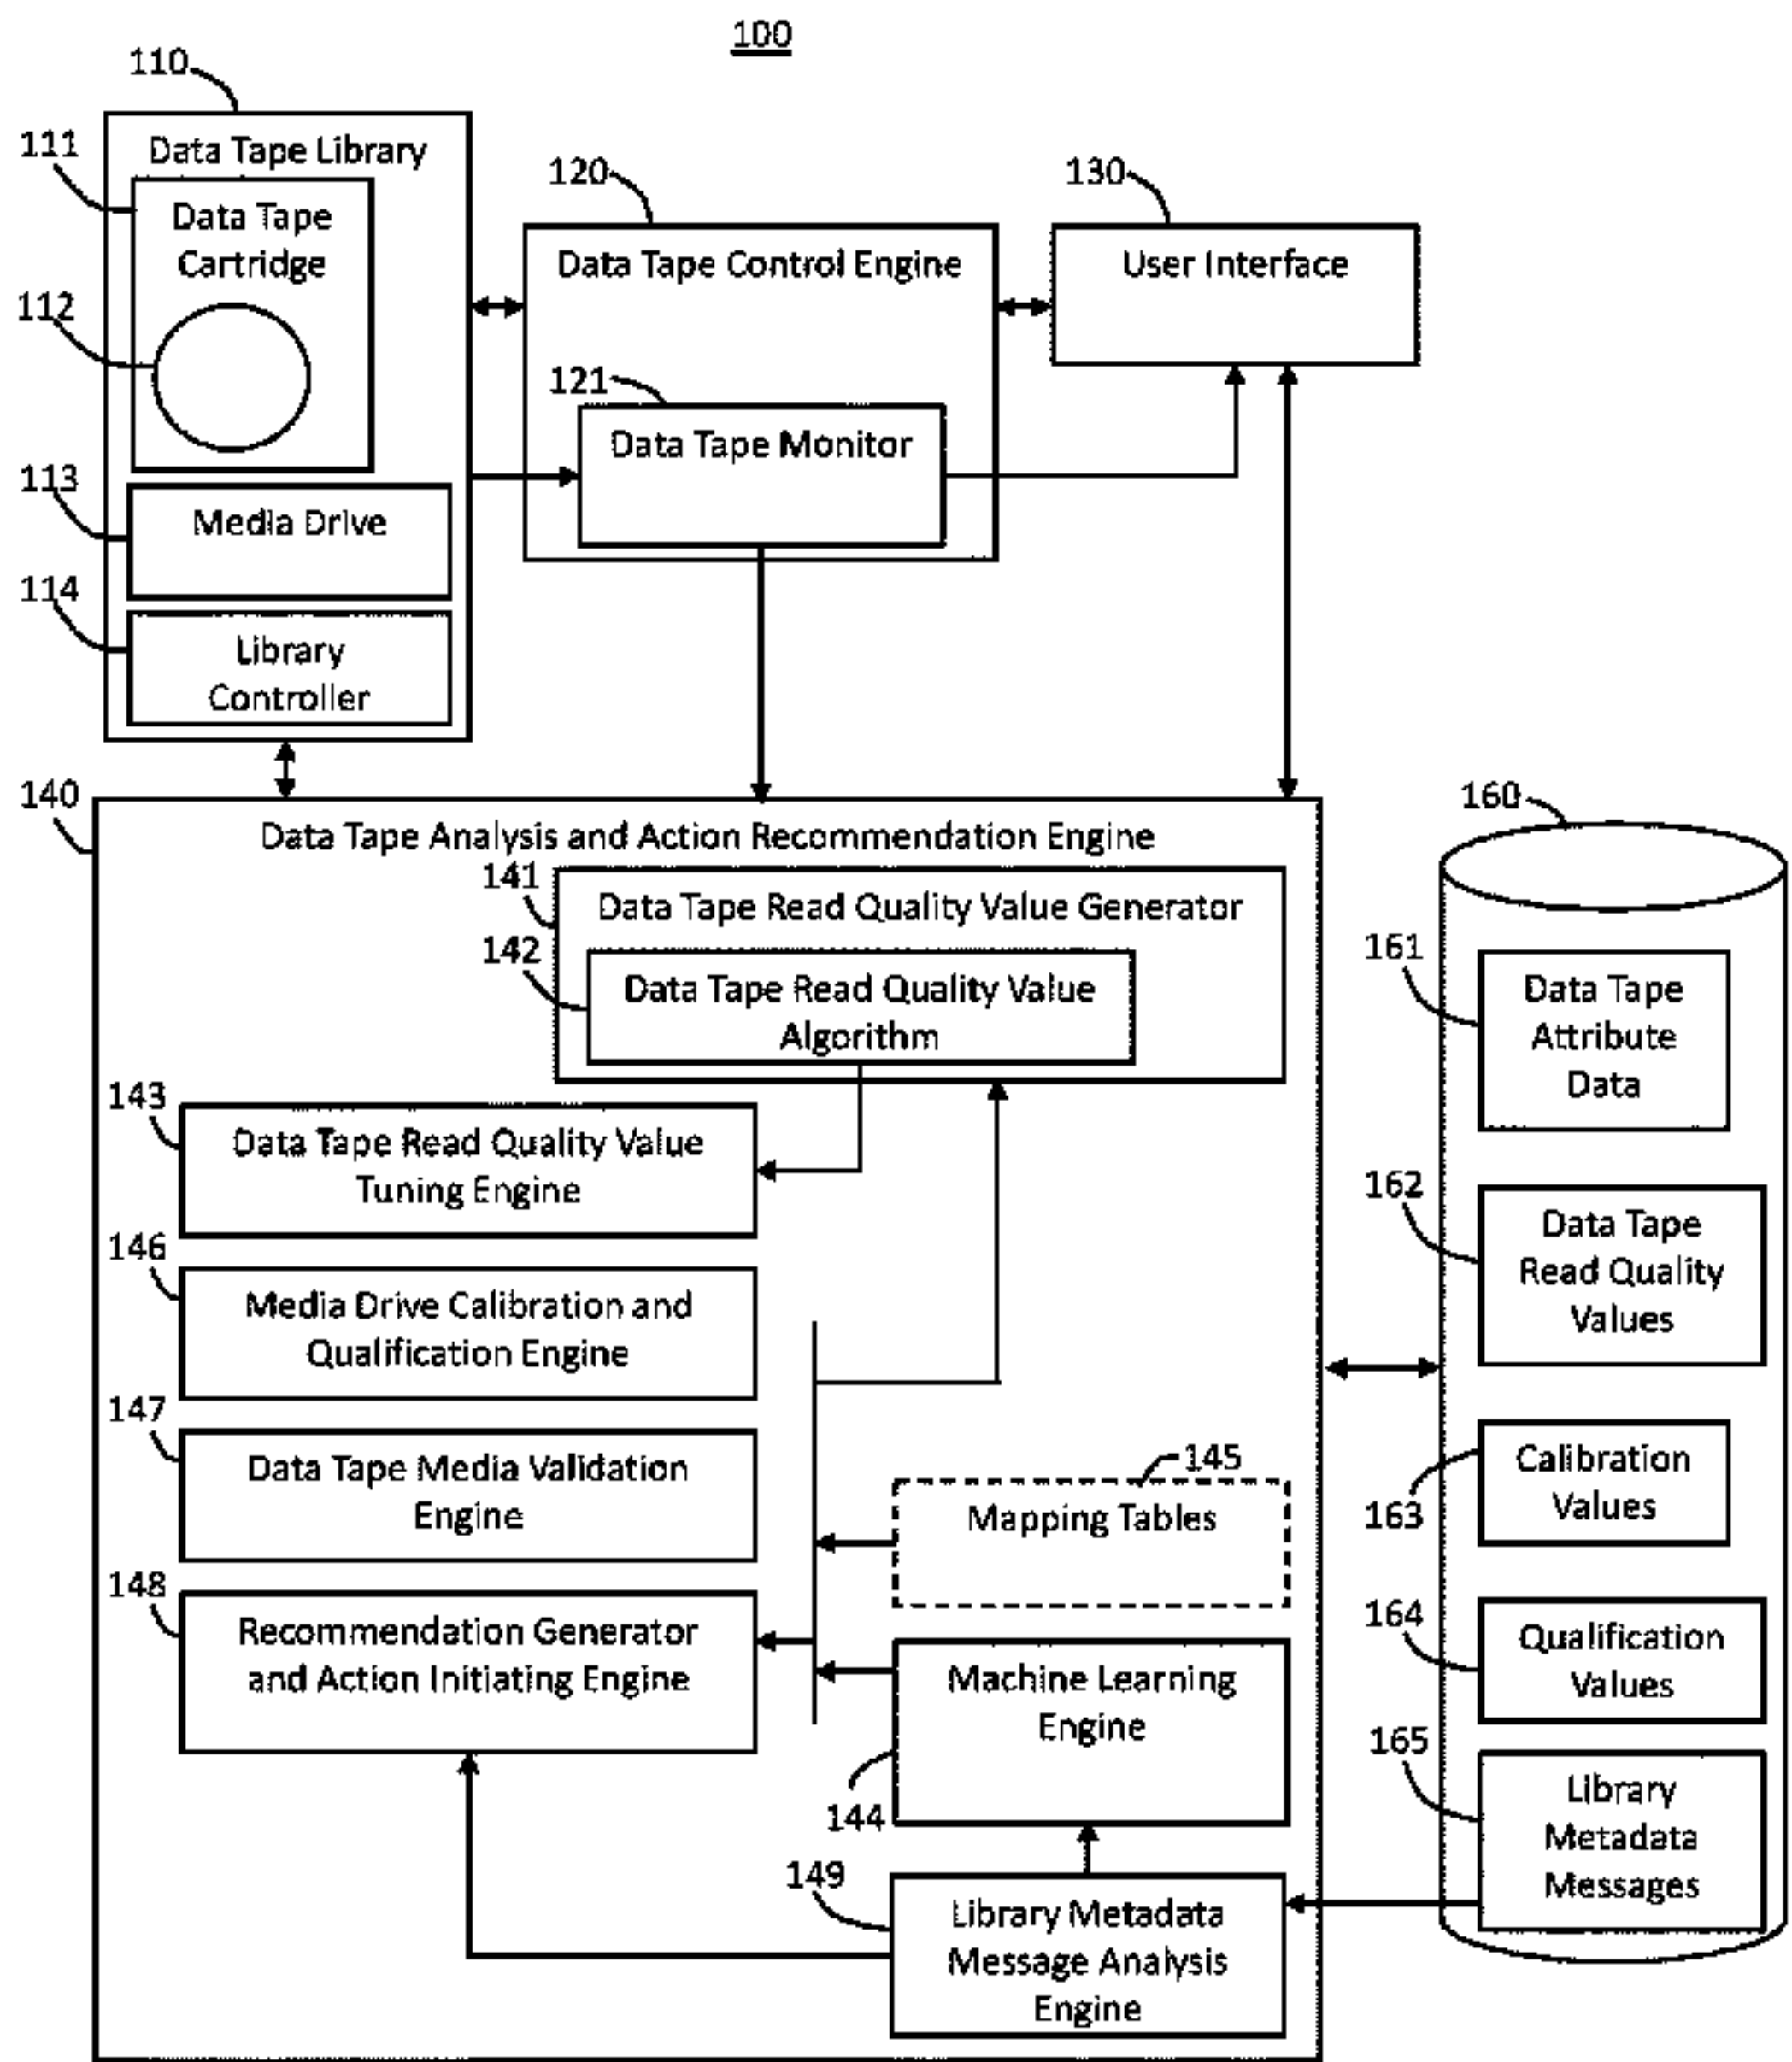 100
110
111
Data Tape Library
Data Tape
Cartridge
112
113
Media Drive
114
Library
Controller
120
Data Tape Control Engine
121
Data Tape Monitor
130
User Interface
140
Data Tape Analysis and Action Recommendation Engine
141
Data Tape Read Quality Value Generator
142
Data Tape Read Quality Value
Algorithm
143
Data Tape Read Quality Value
Tuning Engine
146
Media Drive Calibration and
Qualification Engine
147
Data Tape Media Validation
Engine
148
Recommendation Generator
and Action Initiating Engine
145
Mapping Tables
Machine Learning
Engine
144
149
Library Metadata
Message Analysis
Engine
160
161
Data Tape
Attribute
Data
162
Data Tape
Read Quality
Values
163
Calibration
Values
164
Qualification
Values
165
Library
Metadata
Messages